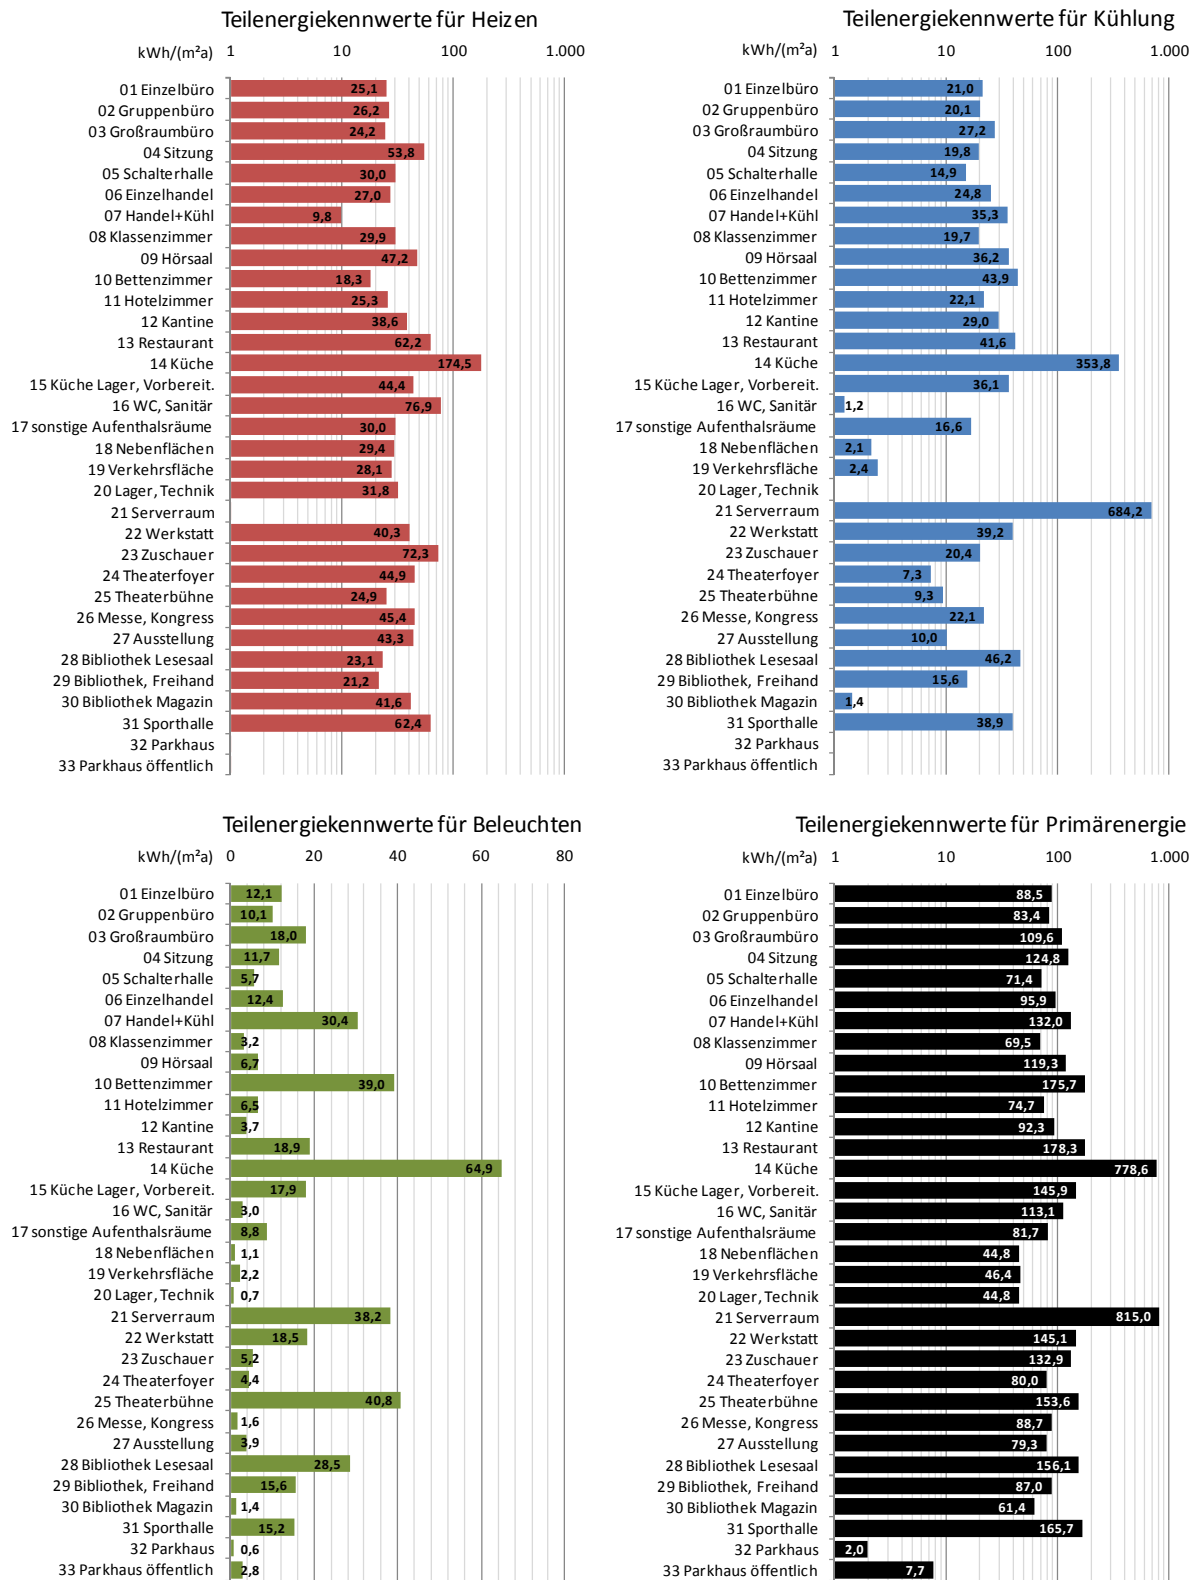 Teilenergiekennwerte für Heizen
kWh/(m²a) 1 10 100 1.000
01 Einzelbüro 25,1
02 Gruppenbüro 26,2
03 Großraumbüro 24,2
04 Sitzung 53,8
05 Schalterhalle 30,0
06 Einzelhandel 27,0
07 Handel+Kühl 9,8
08 Klassenzimmer 29,9
09 Hörsaal 47,2
10 Bettenzimmer 18,3
11 Hotelzimmer 25,3
12 Kantine 38,6
13 Restaurant 62,2
14 Küche 174,5
15 Küche Lager, Vorbereit. 44,4
16 WC, Sanitär 76,9
17 sonstige Aufenthalsräume 30,0
18 Nebenflächen 29,4
19 Verkehrsfläche 28,1
20 Lager, Technik 31,8
21 Serverraum
22 Werkstatt 40,3
23 Zuschauer 72,3
24 Theaterfoyer 44,9
25 Theaterbühne 24,9
26 Messe, Kongress 45,4
27 Ausstellung 43,3
28 Bibliothek Lesesaal 23,1
29 Bibliothek, Freihand 21,2
30 Bibliothek Magazin 41,6
31 Sporthalle 62,4
32 Parkhaus
33 Parkhaus öffentlich
Teilenergiekennwerte für Kühlung
kWh/(m²a) 1 10 100 1.000
01 Einzelbüro 21,0
02 Gruppenbüro 20,1
03 Großraumbüro 27,2
04 Sitzung 19,8
05 Schalterhalle 14,9
06 Einzelhandel 24,8
07 Handel+Kühl 35,3
08 Klassenzimmer 19,7
09 Hörsaal 36,2
10 Bettenzimmer 43,9
11 Hotelzimmer 22,1
12 Kantine 29,0
13 Restaurant 41,6
14 Küche 353,8
15 Küche Lager, Vorbereit. 36,1
16 WC, Sanitär 1,2
17 sonstige Aufenthalsräume 16,6
18 Nebenflächen 2,1
19 Verkehrsfläche 2,4
20 Lager, Technik
21 Serverraum 684,2
22 Werkstatt 39,2
23 Zuschauer 20,4
24 Theaterfoyer 7,3
25 Theaterbühne 9,3
26 Messe, Kongress 22,1
27 Ausstellung 10,0
28 Bibliothek Lesesaal 46,2
29 Bibliothek, Freihand 15,6
30 Bibliothek Magazin 1,4
31 Sporthalle 38,9
32 Parkhaus
33 Parkhaus öffentlich
Teilenergiekennwerte für Beleuchten
kWh/(m²a) 0 20 40 60 80
01 Einzelbüro 12,1
02 Gruppenbüro 10,1
03 Großraumbüro 18,0
04 Sitzung 11,7
05 Schalterhalle 5,7
06 Einzelhandel 12,4
07 Handel+Kühl 30,4
08 Klassenzimmer 3,2
09 Hörsaal 6,7
10 Bettenzimmer 39,0
11 Hotelzimmer 6,5
12 Kantine 3,7
13 Restaurant 18,9
14 Küche 64,9
15 Küche Lager, Vorbereit. 17,9
16 WC, Sanitär 3,0
17 sonstige Aufenthalsräume 8,8
18 Nebenflächen 1,1
19 Verkehrsfläche 2,2
20 Lager, Technik 0,7
21 Serverraum 38,2
22 Werkstatt 18,5
23 Zuschauer 5,2
24 Theaterfoyer 4,4
25 Theaterbühne 40,8
26 Messe, Kongress 1,6
27 Ausstellung 3,9
28 Bibliothek Lesesaal 28,5
29 Bibliothek, Freihand 15,6
30 Bibliothek Magazin 1,4
31 Sporthalle 15,2
32 Parkhaus 0,6
33 Parkhaus öffentlich 2,8
Teilenergiekennwerte für Primärenergie
kWh/(m²a) 1 10 100 1.000
01 Einzelbüro 88,5
02 Gruppenbüro 83,4
03 Großraumbüro 109,6
04 Sitzung 124,8
05 Schalterhalle 71,4
06 Einzelhandel 95,9
07 Handel+Kühl 132,0
08 Klassenzimmer 69,5
09 Hörsaal 119,3
10 Bettenzimmer 175,7
11 Hotelzimmer 74,7
12 Kantine 92,3
13 Restaurant 178,3
14 Küche 778,6
15 Küche Lager, Vorbereit. 145,9
16 WC, Sanitär 113,1
17 sonstige Aufenthalsräume 81,7
18 Nebenflächen 44,8
19 Verkehrsfläche 46,4
20 Lager, Technik 44,8
21 Serverraum 815,0
22 Werkstatt 145,1
23 Zuschauer 132,9
24 Theaterfoyer 80,0
25 Theaterbühne 153,6
26 Messe, Kongress 88,7
27 Ausstellung 79,3
28 Bibliothek Lesesaal 156,1
29 Bibliothek, Freihand 87,0
30 Bibliothek Magazin 61,4
31 Sporthalle 165,7
32 Parkhaus 2,0
33 Parkhaus öffentlich 7,7